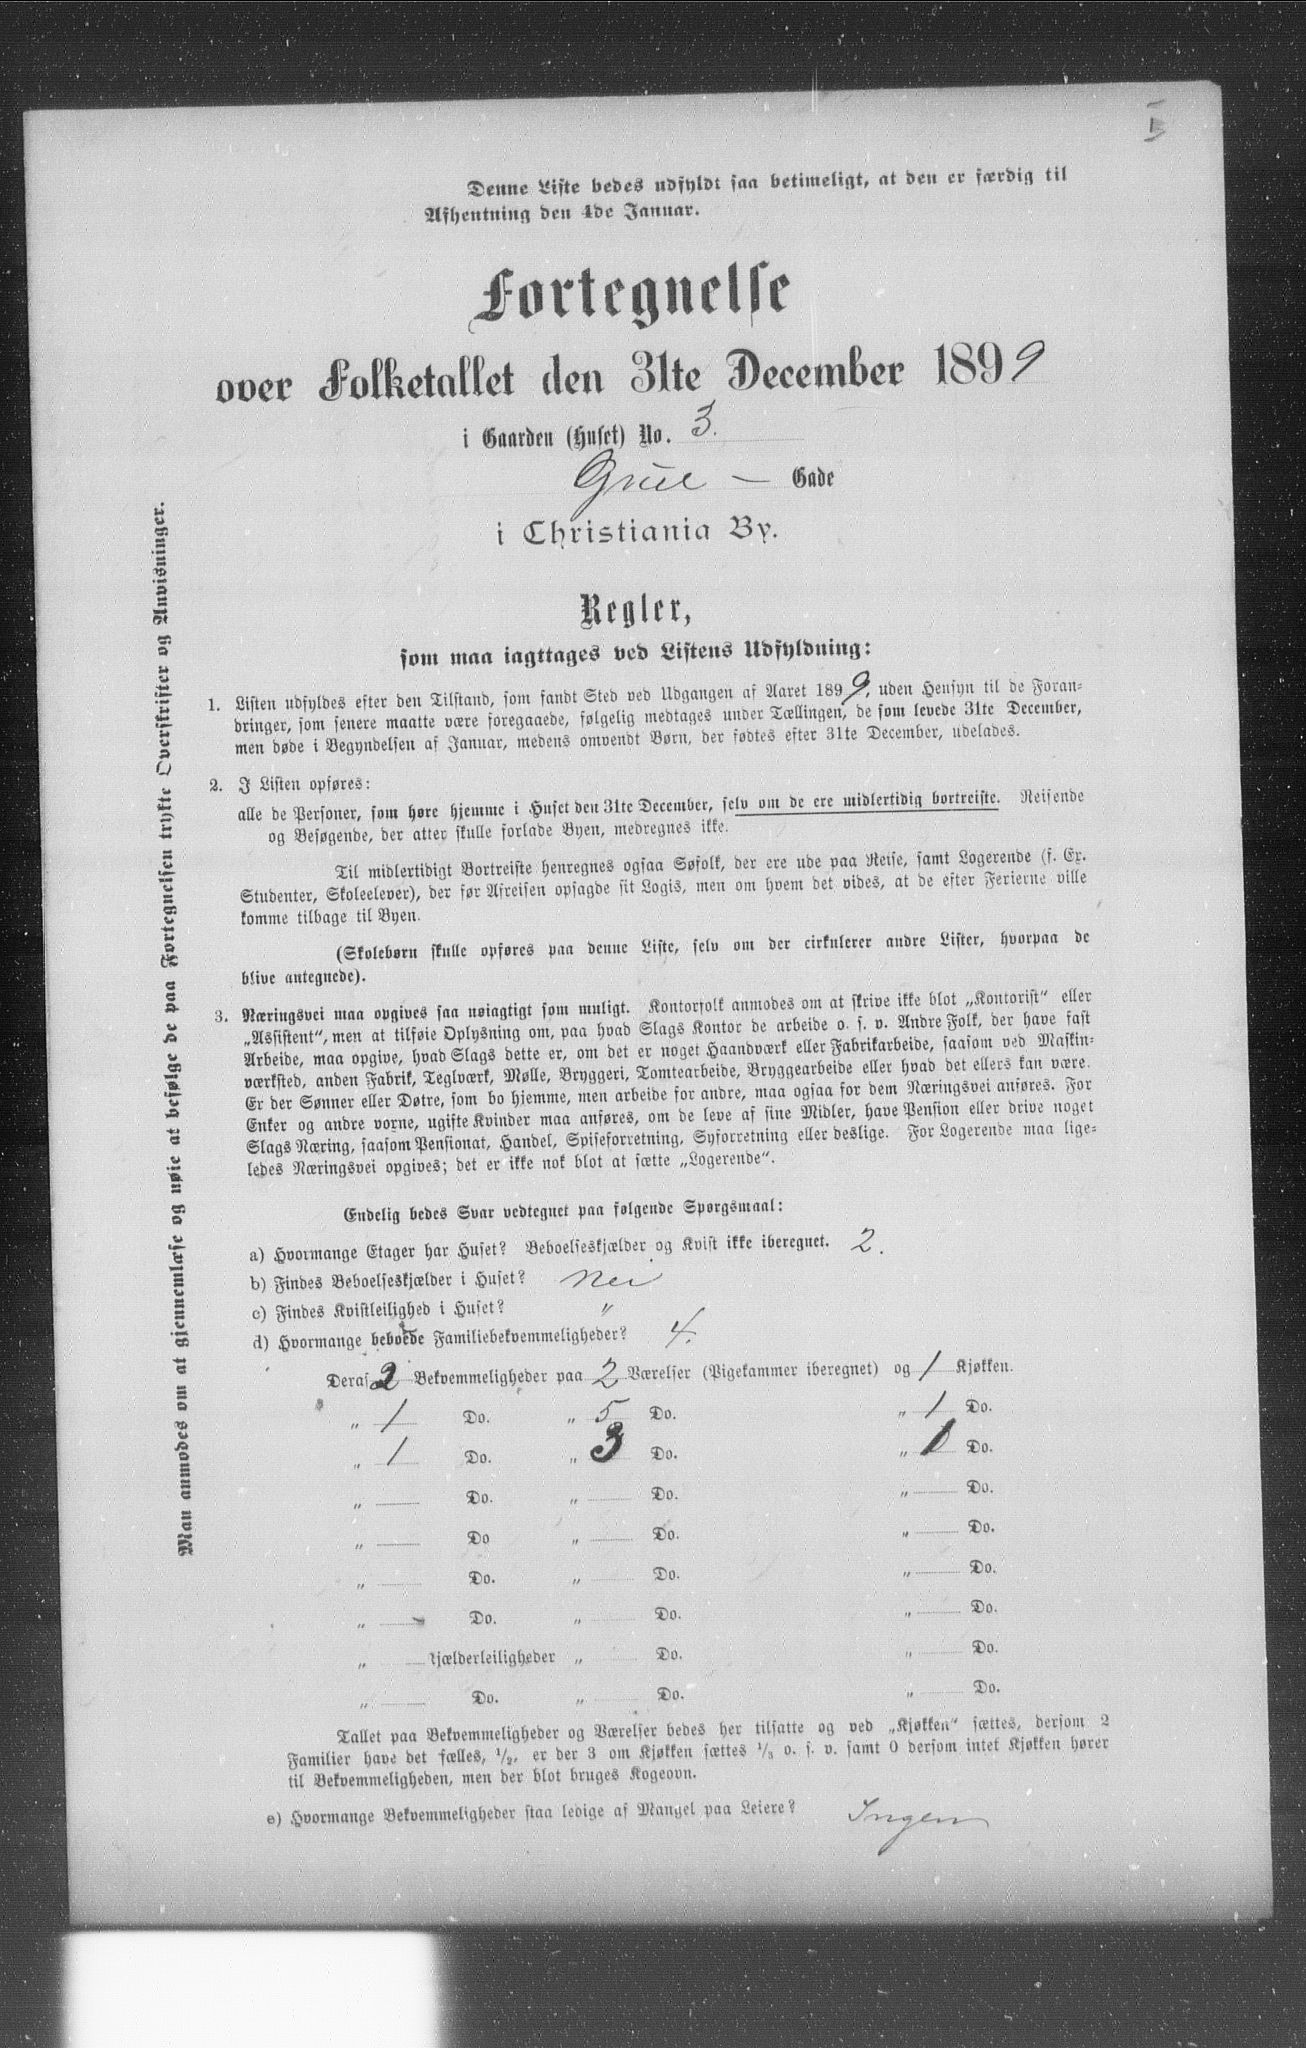 Denne Liste bedes udfyldt saa betimeligt, at den er færdig til
Afhentning den 4de Januar.
Fortegnelse
over Folketallet den 31te December 1899
i Gaarden (Huset) No. 3.
Grüe — Gade
i Christiania By.
Regler,
som maa iagttages ved Listens Udfyldning:
1. Listen udfyldes efter den Tilstand, som fandt Sted ved Udgangen af Aaret 1899, uden Hensyn til de Foran-
dringer, som senere maatte være foregaaede, følgelig medtages under Tællingen, de som levede 31te December,
men døde i Begyndelsen af Januar, medens omvendt Børn, der fødtes efter 31te December, udelades.
2. I Listen opføres:
alle de Personer, som høre hjemme i Huset den 31te December, selv om de ere midlertidig bortreiste. Reisende
og Besøgende, der atter skulle forlade Byen, medregnes ikke.
Til midlertidigt Bortreiste henregnes ogsaa Søfolk, der ere ude paa Reise, samt Logerende (f. Ex.
Studenter, Skoleelever), der før Afreisen opsagde sit Logis, men om hvem det vides, at de efter Ferierne ville
komme tilbage til Byen.
(Skolebørn skulle opføres paa denne Liste, selv om der cirkulerer andre Lister, hvorpaa de
blive antegnede).
3. Næringsvei maa opgives saa nøiagtigt som muligt. Kontorfolk anmodes om at skrive ikke blot „Kontorist" eller
„Assistent", men at tilføie Oplysning om, paa hvad Slags Kontor de arbeide o. s. v. Andre Folk, der have fast
Arbeide, maa opgive, hvad Slags dette er, om det er noget Haandværk eller Fabrikarbeide, saasom ved Maskin-
værksted, anden Fabrik, Teglværk, Mølle, Bryggeri, Tomtearbeide, Bryggearbeide eller hvad det ellers kan være.
Er der Sønner eller Døtre, som bo hjemme, men arbeide for andre, maa ogsaa for dem Næringsvei anføres. For
Enker og andre vorne, ugifte Kvinder maa anføres, om de leve af sine Midler, have Pension eller drive noget
Slags Næring, saasom Pensionat, Handel, Spiseforretning, Syforretning eller deslige. For Logerende maa lige-
ledes Næringsvei opgives; det er ikke nok blot at sætte „Logerende".
Endelig bedes Svar vedtegnet paa følgende Spørgsmaal:
a) Hvormange Etager har Huset? Beboelseskjælder og Kvist ikke iberegnet. 2.
b) Findes Beboelseskjælder i Huset? Nei
c) Findes Kvistleilighed i Huset? „
d) Hvormange beboede Familiebekvemmeligheder? 4.
Deraf 2 Bekvemmeligheder paa 2 Værelser (Pigekammer iberegnet) og 1 Kjøkken.
„ 1 Do. „ 5 Do. „ 1 Do.
„ 1 Do. „ 3 Do. „ 1 Do.
„ Do. „ Do. „ Do.
„ Do „ Do. „ Do.
„ Do. „ Do. „ Do.
„ Do. „ Do. „ Do.
„ Kjælderleiligheder „ Do. „ Do.
„ Do. „ Do. „ Do.
Tallet paa Bekvemmeligheder og Værelser bedes her tilsatte og ved „Kjøkken" sættes, dersom 2
Familier have det fælles, 1/2, er der 3 om Kjøkken sættes 1/3 o. s. v. samt 0 dersom intet Kjøkken hører
til Bekvemmeligheden, men der blot bruges Kogeovn.
e) Hvormange Bekvemmeligheder staa ledige af Mangel paa Leiere? Ingen
Man anmodes om at gjennemlæse og nøie at befølge de paa Fortegnelsen trykte Overskrifter og Anvisninger.